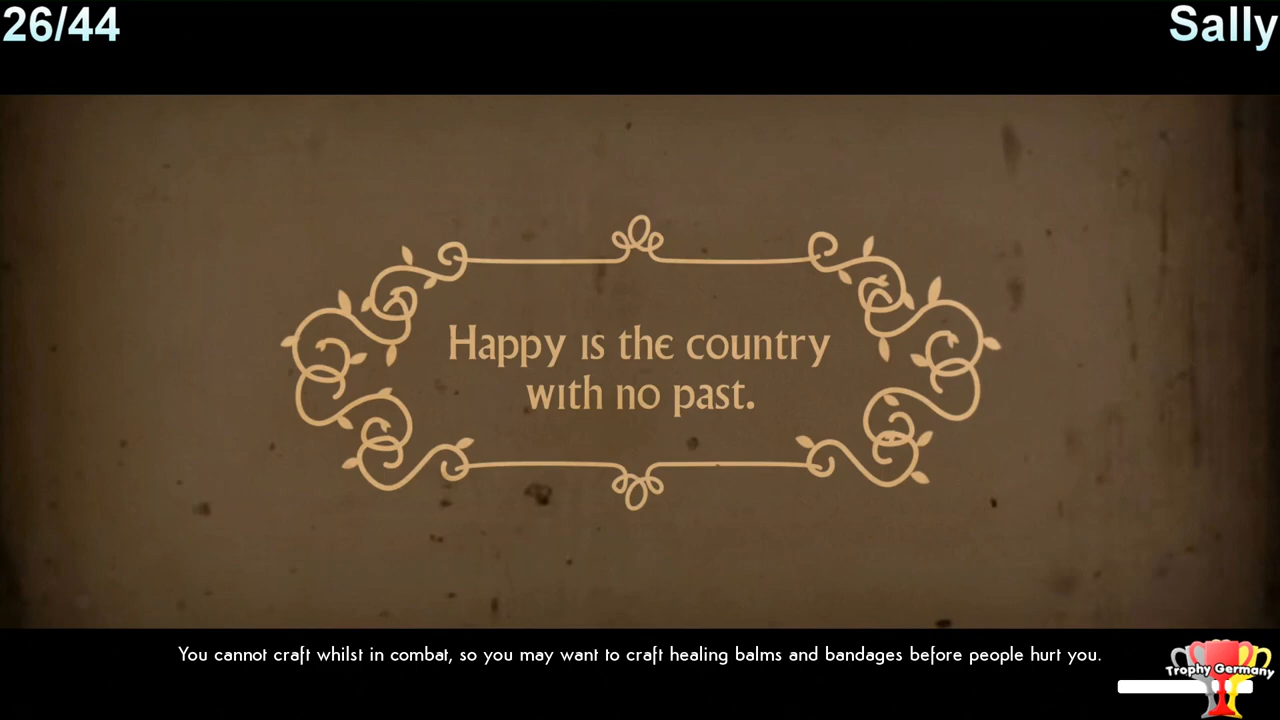 26/44
Sally
Happy is the country
with no past.
You cannot craft whilst in combat, so you may want to craft healing balms and bandages before people hurt you.
Trophy Germany